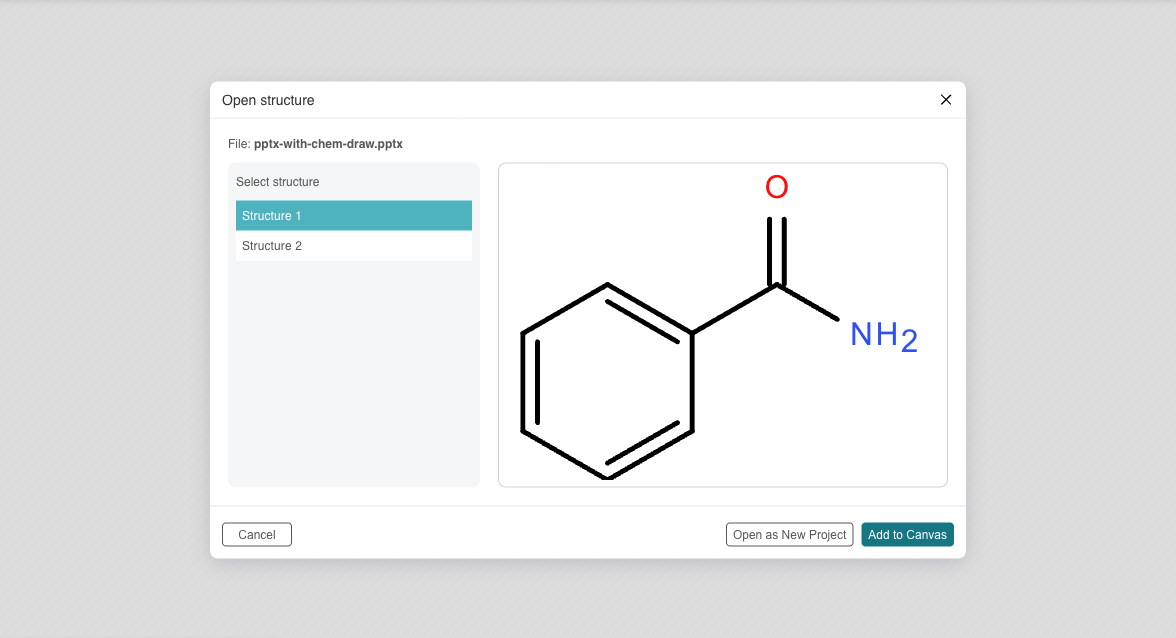 Open structure
File: pptx-with-chem-draw.pptx
Select structure
Structure 1
Structure 2
O
NH2
Cancel
Open as New Project
Add to Canvas